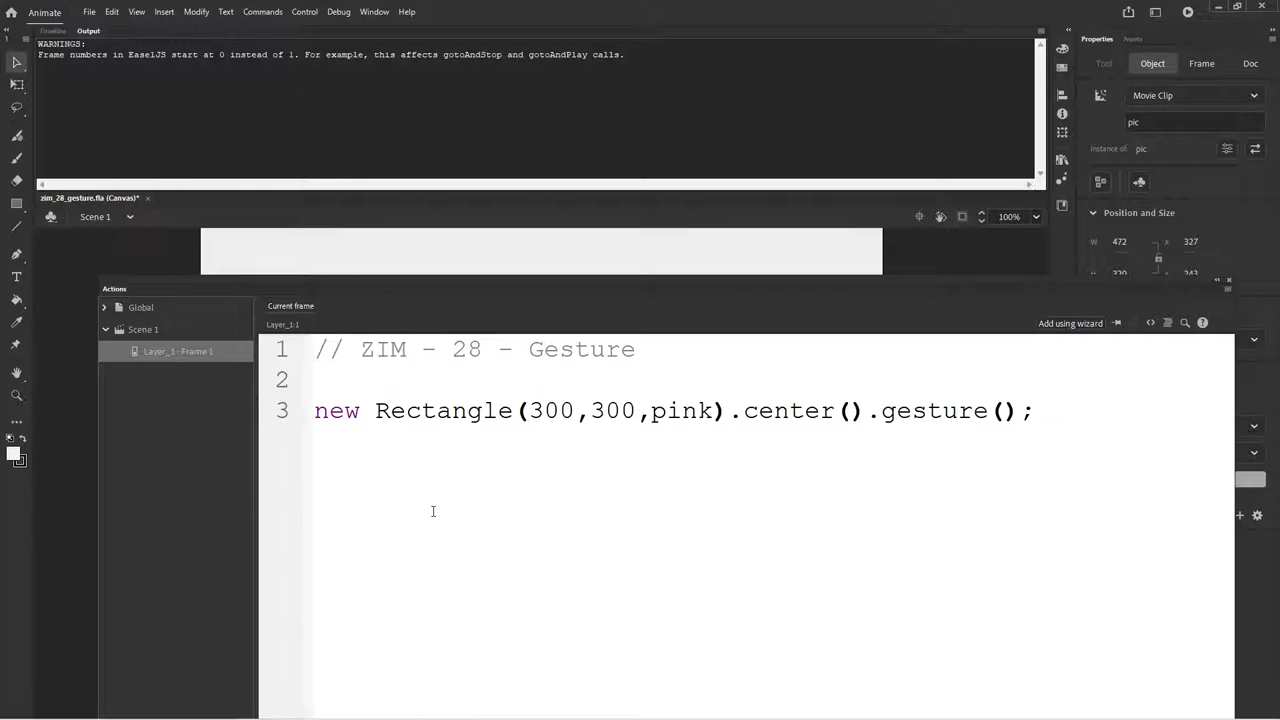 Animate File Edit View Insert Modify Text Commands Control Debug Window Help
Timeline Output
WARNINGS:
Frame numbers in EaselJS start at 0 instead of 1. For example, this affects gotoAndStop and gotoAndPlay calls.
Properties Assets
Tool Object Frame Doc
Movie Clip
pic
Instance of: pic
zim_28_gesture.fla (Canvas)*
Scene 1
100%
Position and Size
W 472 X 327
320 243
Actions
Global
Scene 1
Layer_1: Frame 1
Current frame
Layer_1:1
Add using wizard
1 // ZIM - 28 - Gesture
2
3 new Rectangle(300,300,pink).center().gesture();